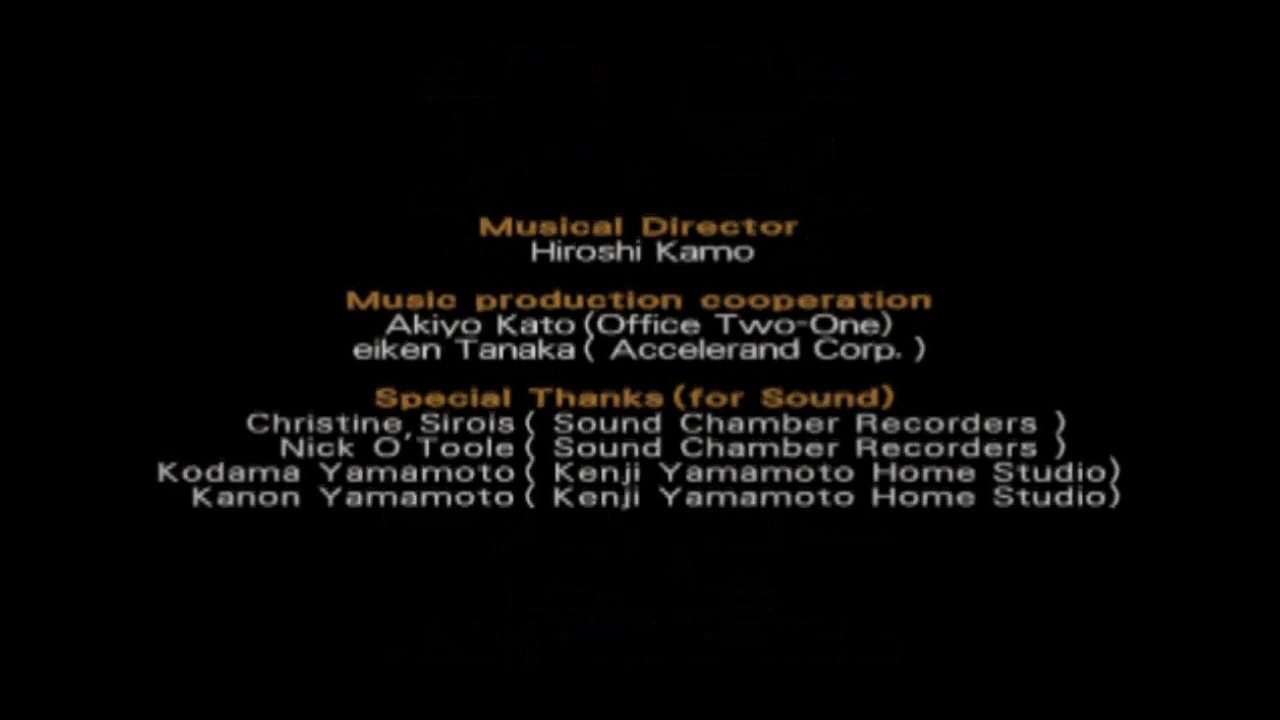 Musical Director
Hiroshi Kamo
Music production cooperation
Akiyo Kato (Office Two-One)
eiken Tanaka ( Accelerand Corp. )
Special Thanks (for Sound)
Christine Sirois ( Sound Chamber Recorders )
Nick O'Toole ( Sound Chamber Recorders )
Kodama Yamamoto ( Kenji Yamamoto Home Studio)
Kanon Yamamoto ( Kenji Yamamoto Home Studio)